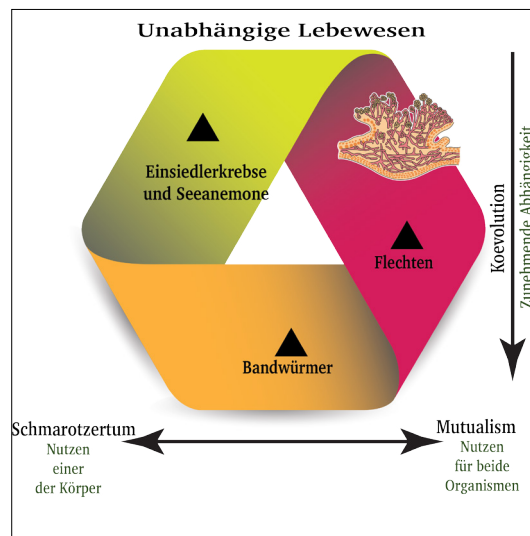 Unabhängige Lebewesen
Einsiedlerkrebse
und Seeanemone
Flechten
Koevolution
Zunehmende Abhängigkeit
Bandwürmer
Schmarotzertum
Nutzen
einer
der Körper
Mutualism
Nutzen
für beide
Organismen